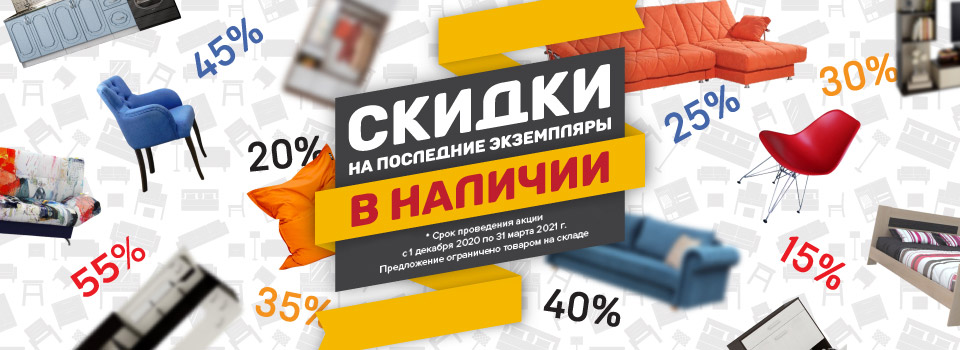 45%
20%
СКИДКИ
НА ПОСЛЕДНИЕ ЭКЗЕМПЛЯРЫ
В НАЛИЧИИ
* Срок проведения акции
с 1 декабря 2020 по 31 марта 2021 г.
Предложение ограничено товаром на складе
25%
30%
55%
35%
40%
15%